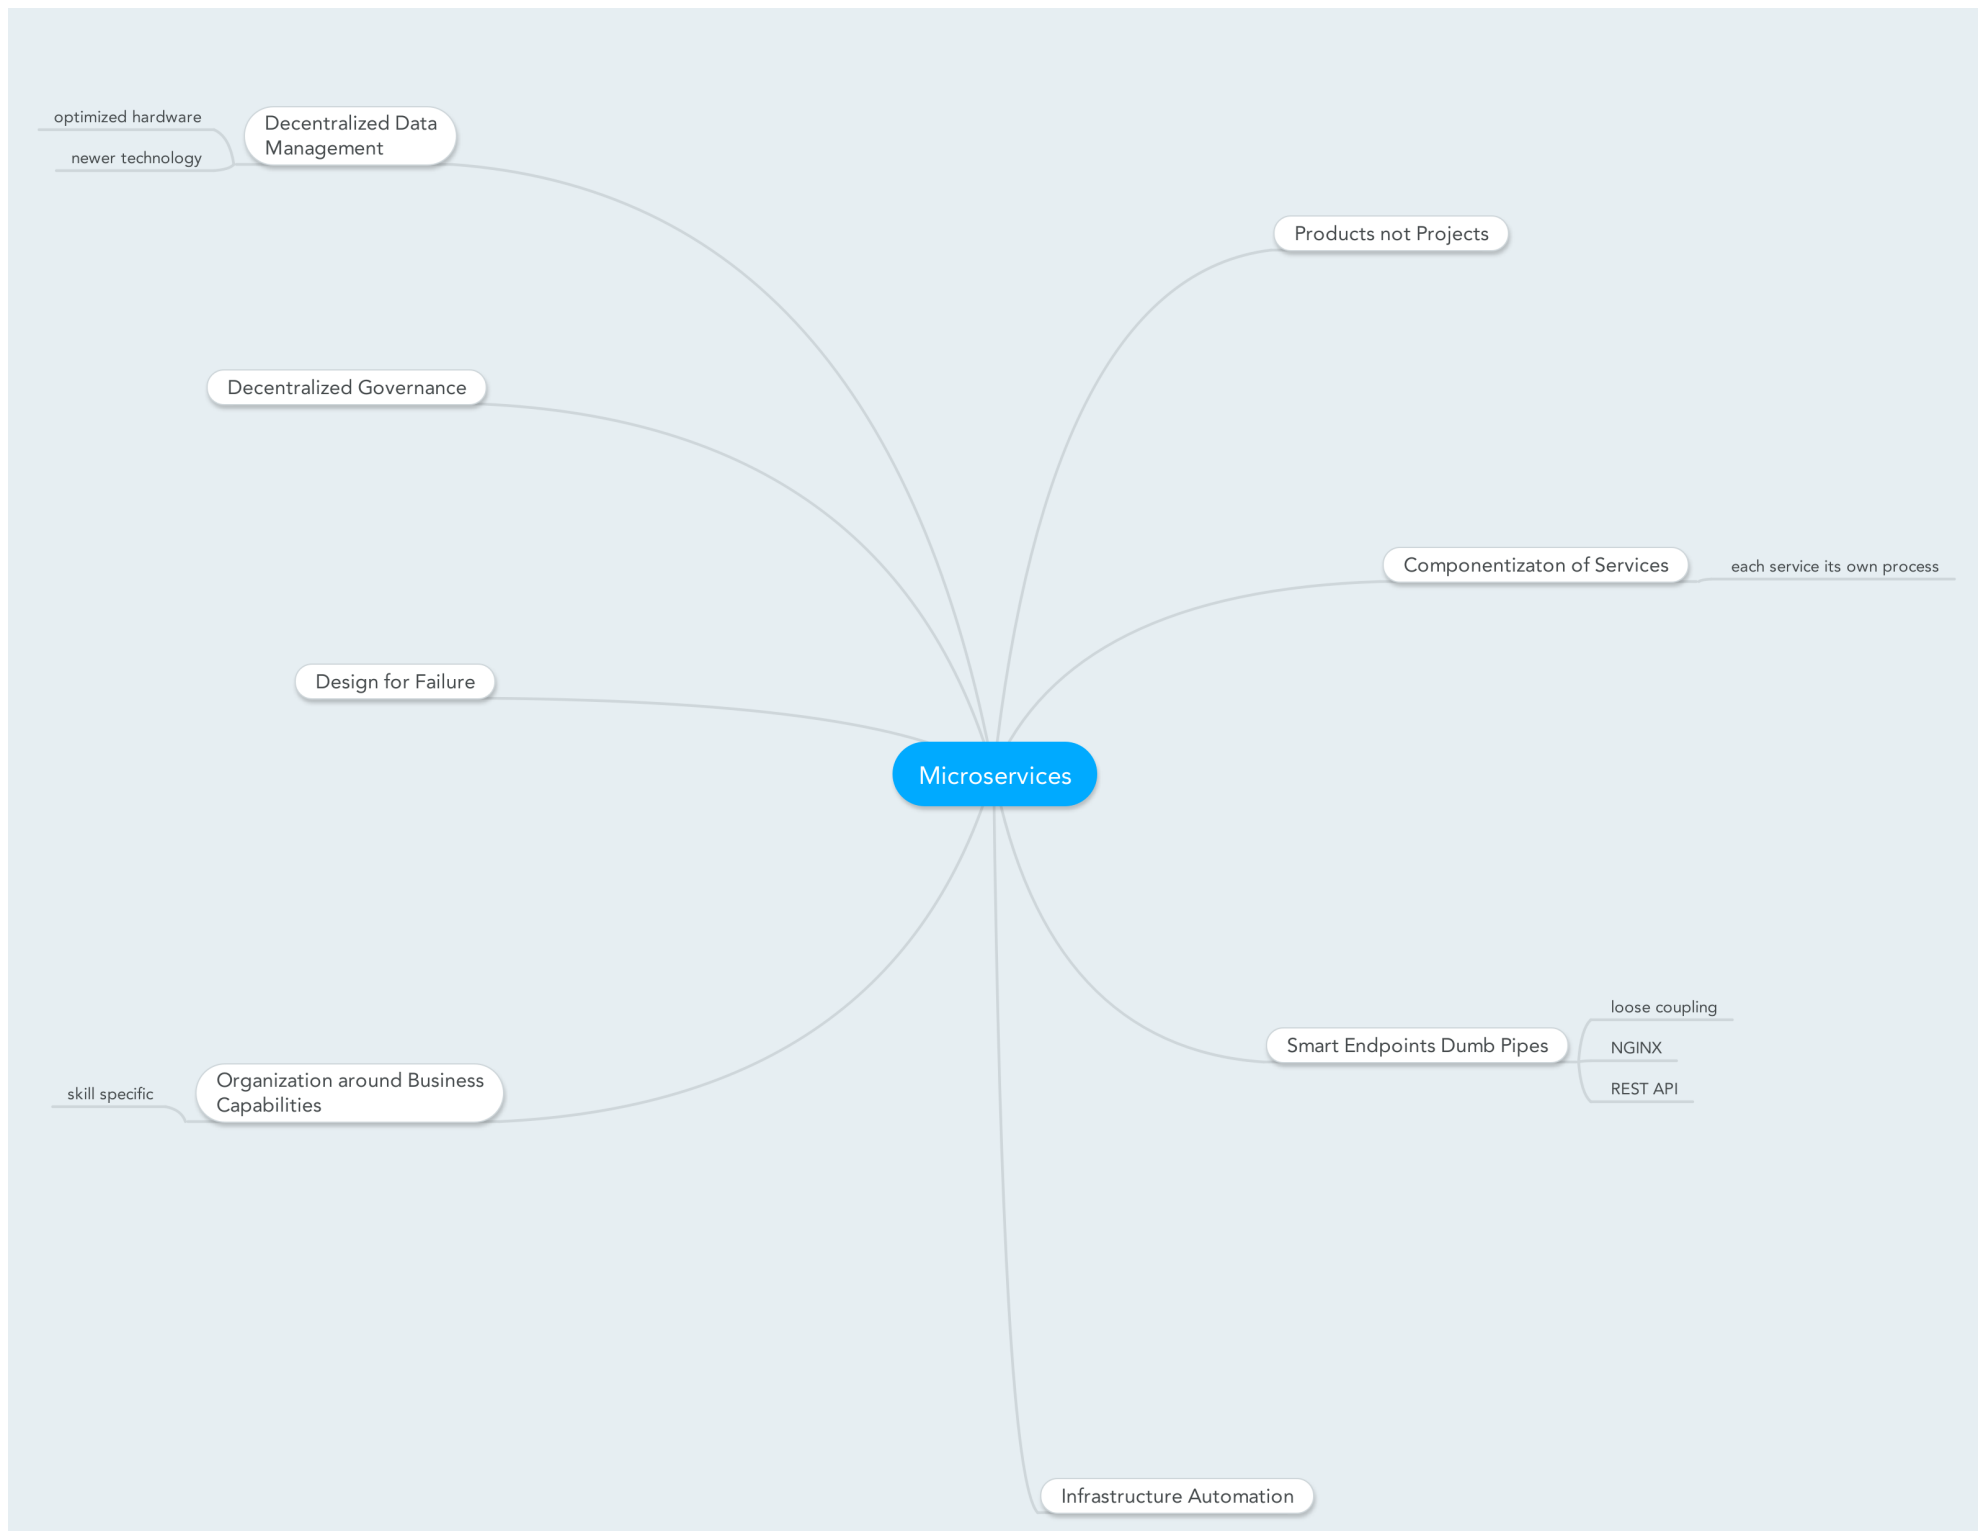 optimized hardware
newer technology
Decentralized Data
Management
Products not Projects
Decentralized Governance
Componentizaton of Services
each service its own process
Design for Failure
Microservices
loose coupling
Smart Endpoints Dumb Pipes
NGINX
REST API
skill specific
Organization around Business
Capabilities
Infrastructure Automation